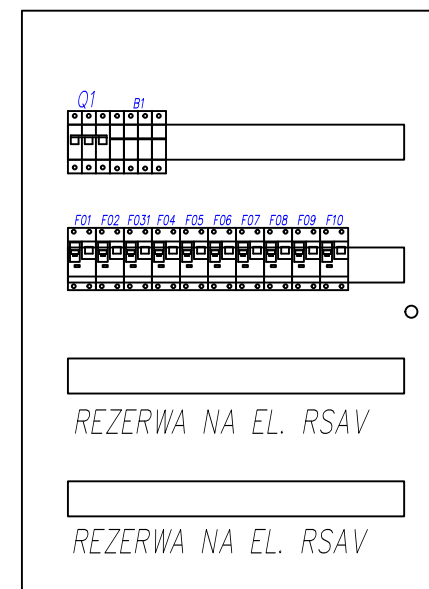 Q1 B1
F01 F02 F031 F04 F05 F06 F07 F08 F09 F10
REZERWA NA EL. RSAV
REZERWA NA EL. RSAV